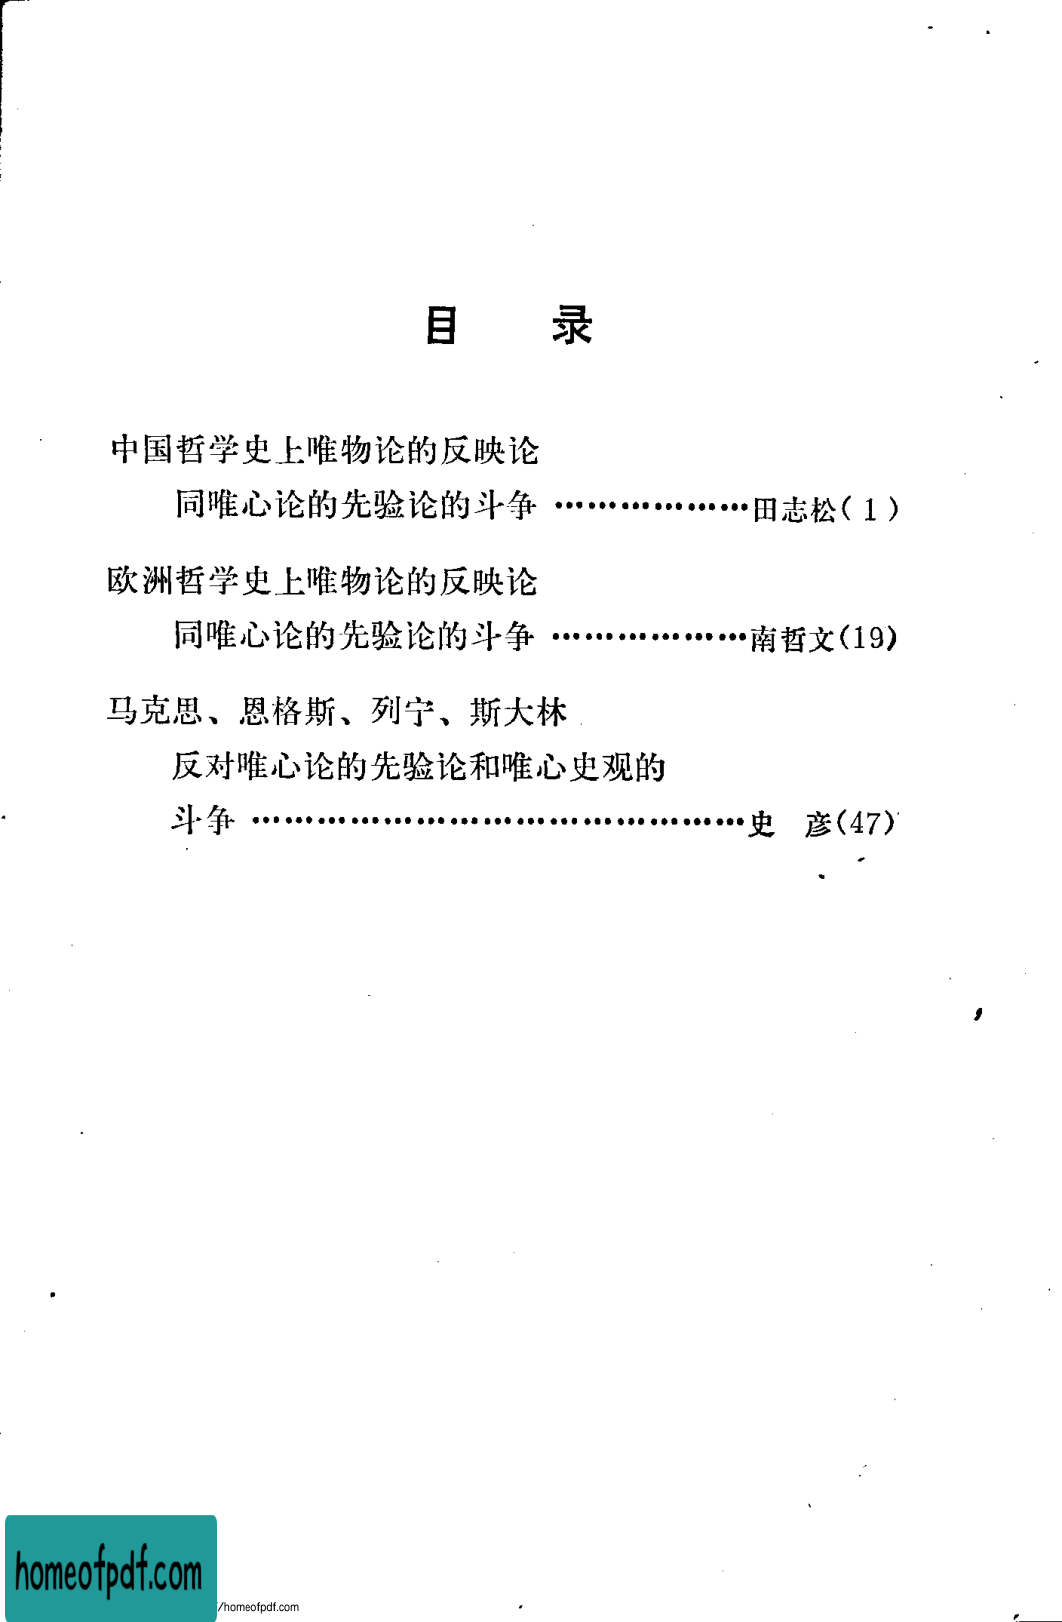 目 录
中国哲学史上唯物论的反映论
同唯心论的先验论的斗争 ………………田志松( 1 )
欧洲哲学史上唯物论的反映论
同唯心论的先验论的斗争 ………………南哲文(19)
马克思、恩格斯、列宁、斯大林
反对唯心论的先验论和唯心史观的
斗争 ………………………………………史 彦(47)
homeofpdf.com
/homeofpdf.com